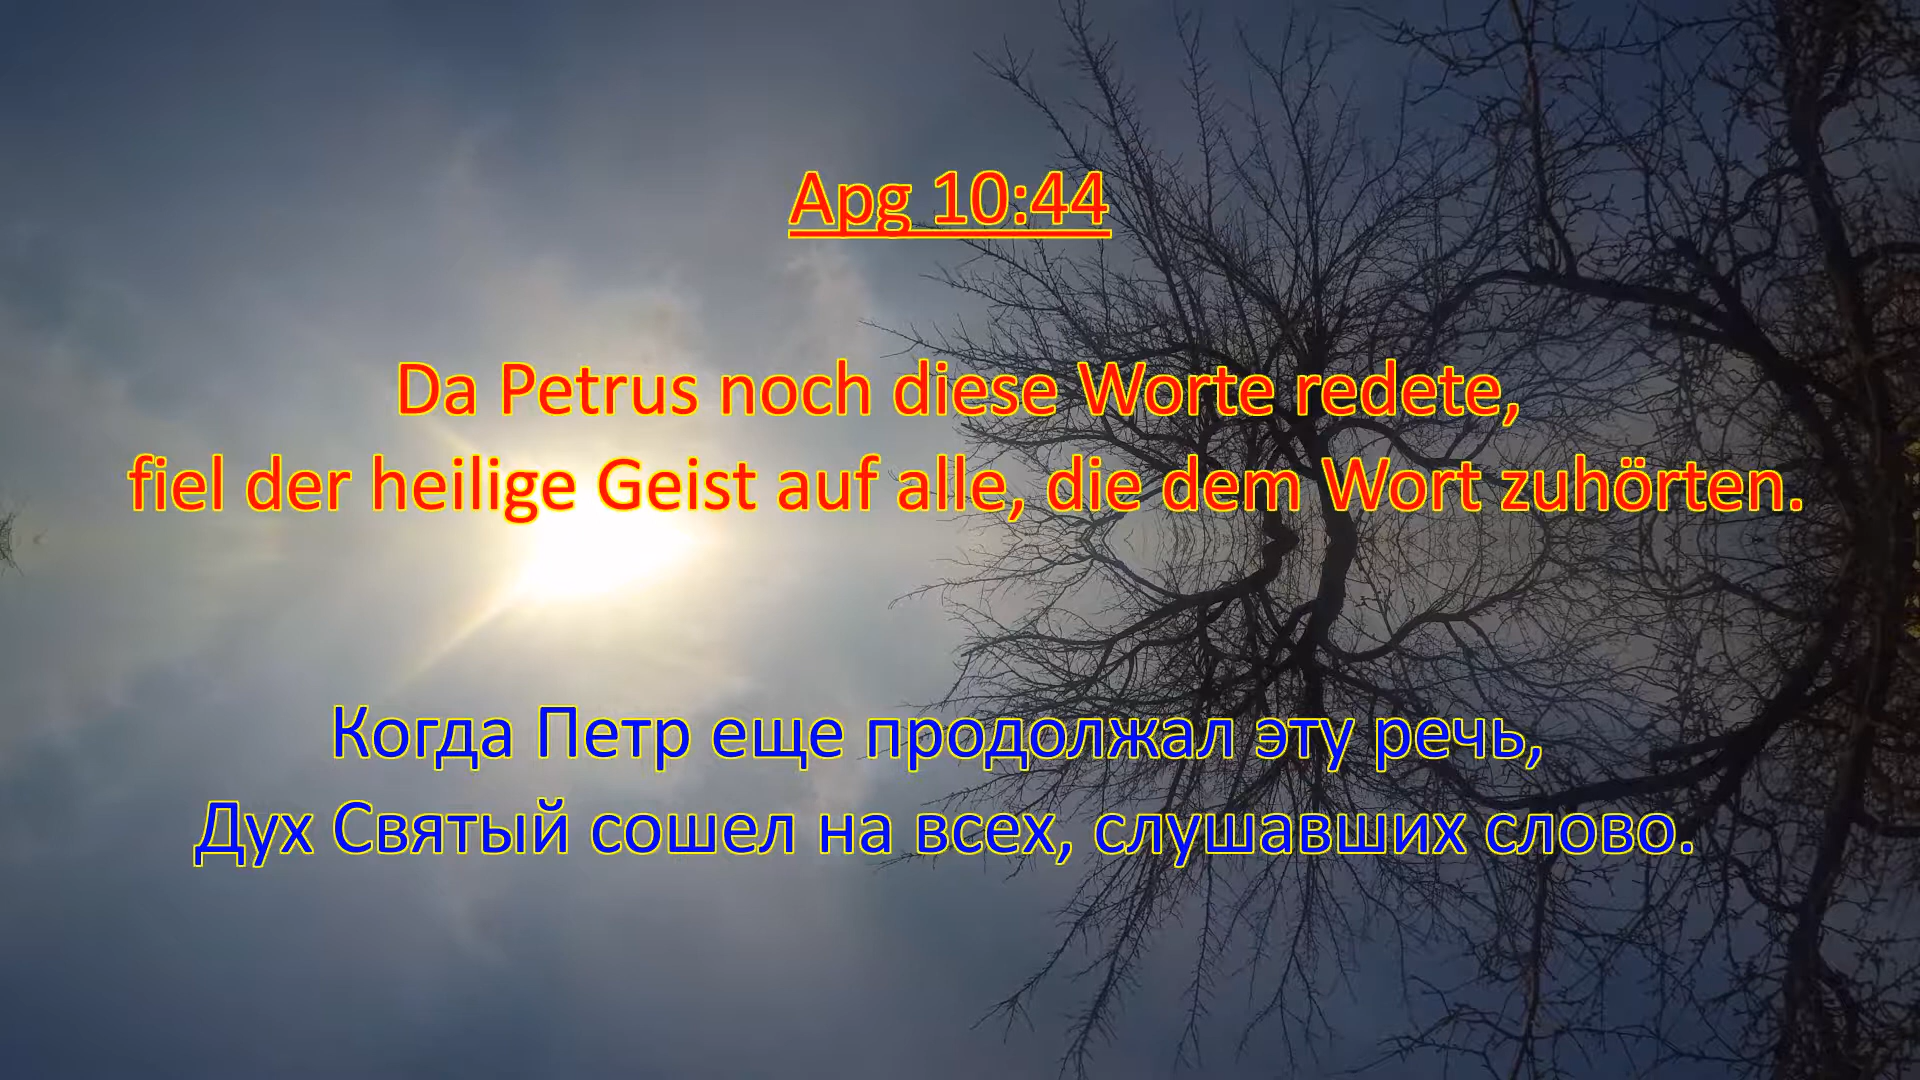 Apg 10:44
Da Petrus noch diese Worte redete,
fiel der heilige Geist auf alle, die dem Wort zuhörten.
Когда Петр еще продолжал эту речь,
Дух Святый сошел на всех, слушавших слово.